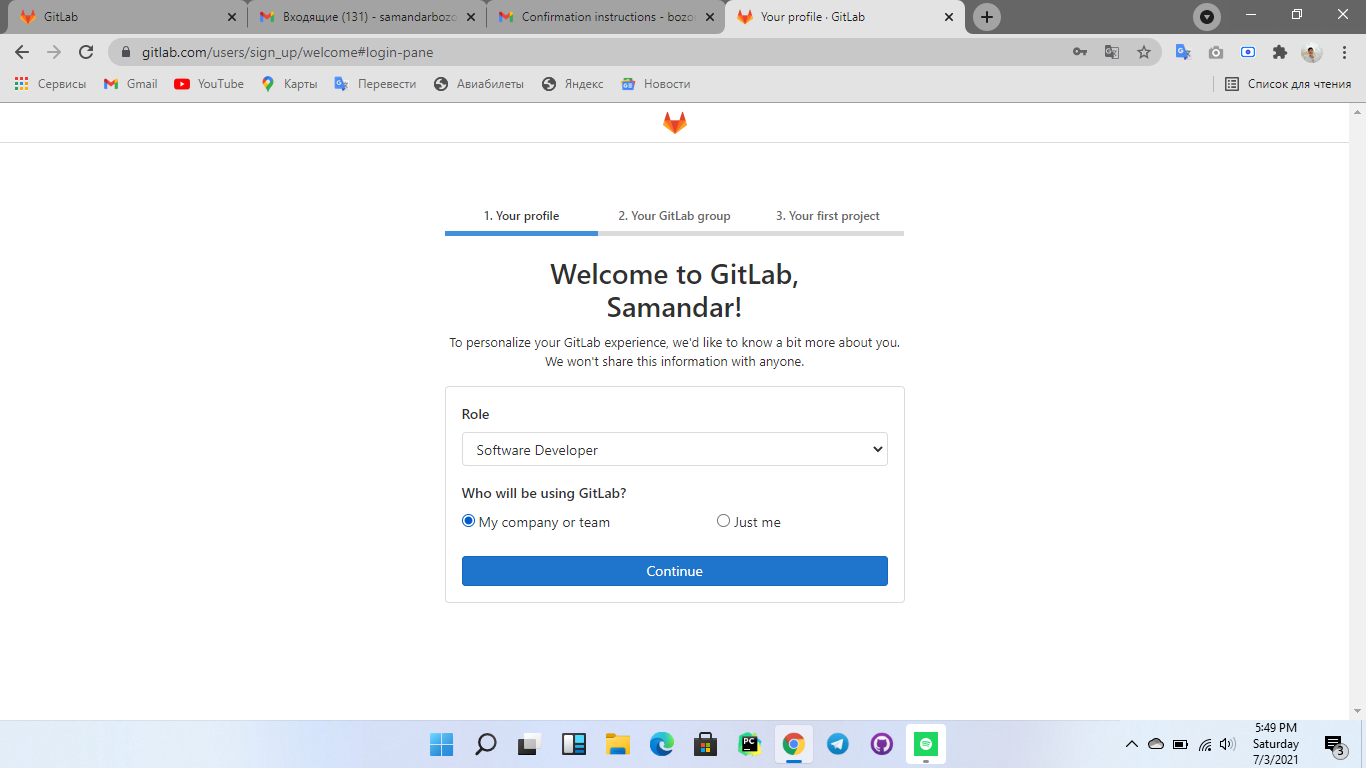 GitLab
Входящие (131) - samandarbozo
Confirmation instructions - bozo
Your profile · GitLab
gitlab.com/users/sign_up/welcome#login-pane
Сервисы
Gmail
YouTube
Карты
Перевести
Авиабилеты
Яндекс
Новости
Список для чтения
1. Your profile
2. Your GitLab group
3. Your first project
Welcome to GitLab,
Samandar!
To personalize your GitLab experience, we'd like to know a bit more about you.
We won't share this information with anyone.
Role
Software Developer
Who will be using GitLab?
My company or team
Just me
Continue
PC
5:49 PM
Saturday
7/3/2021
3